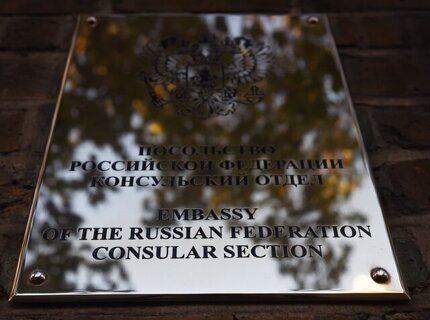 ПОСОЛЬСТВО
РОССИЙСКОЙ ФЕДЕРАЦИИ
КОНСУЛЬСКИЙ ОТДЕЛ
EMBASSY
OF THE RUSSIAN FEDERATION
CONSULAR SECTION